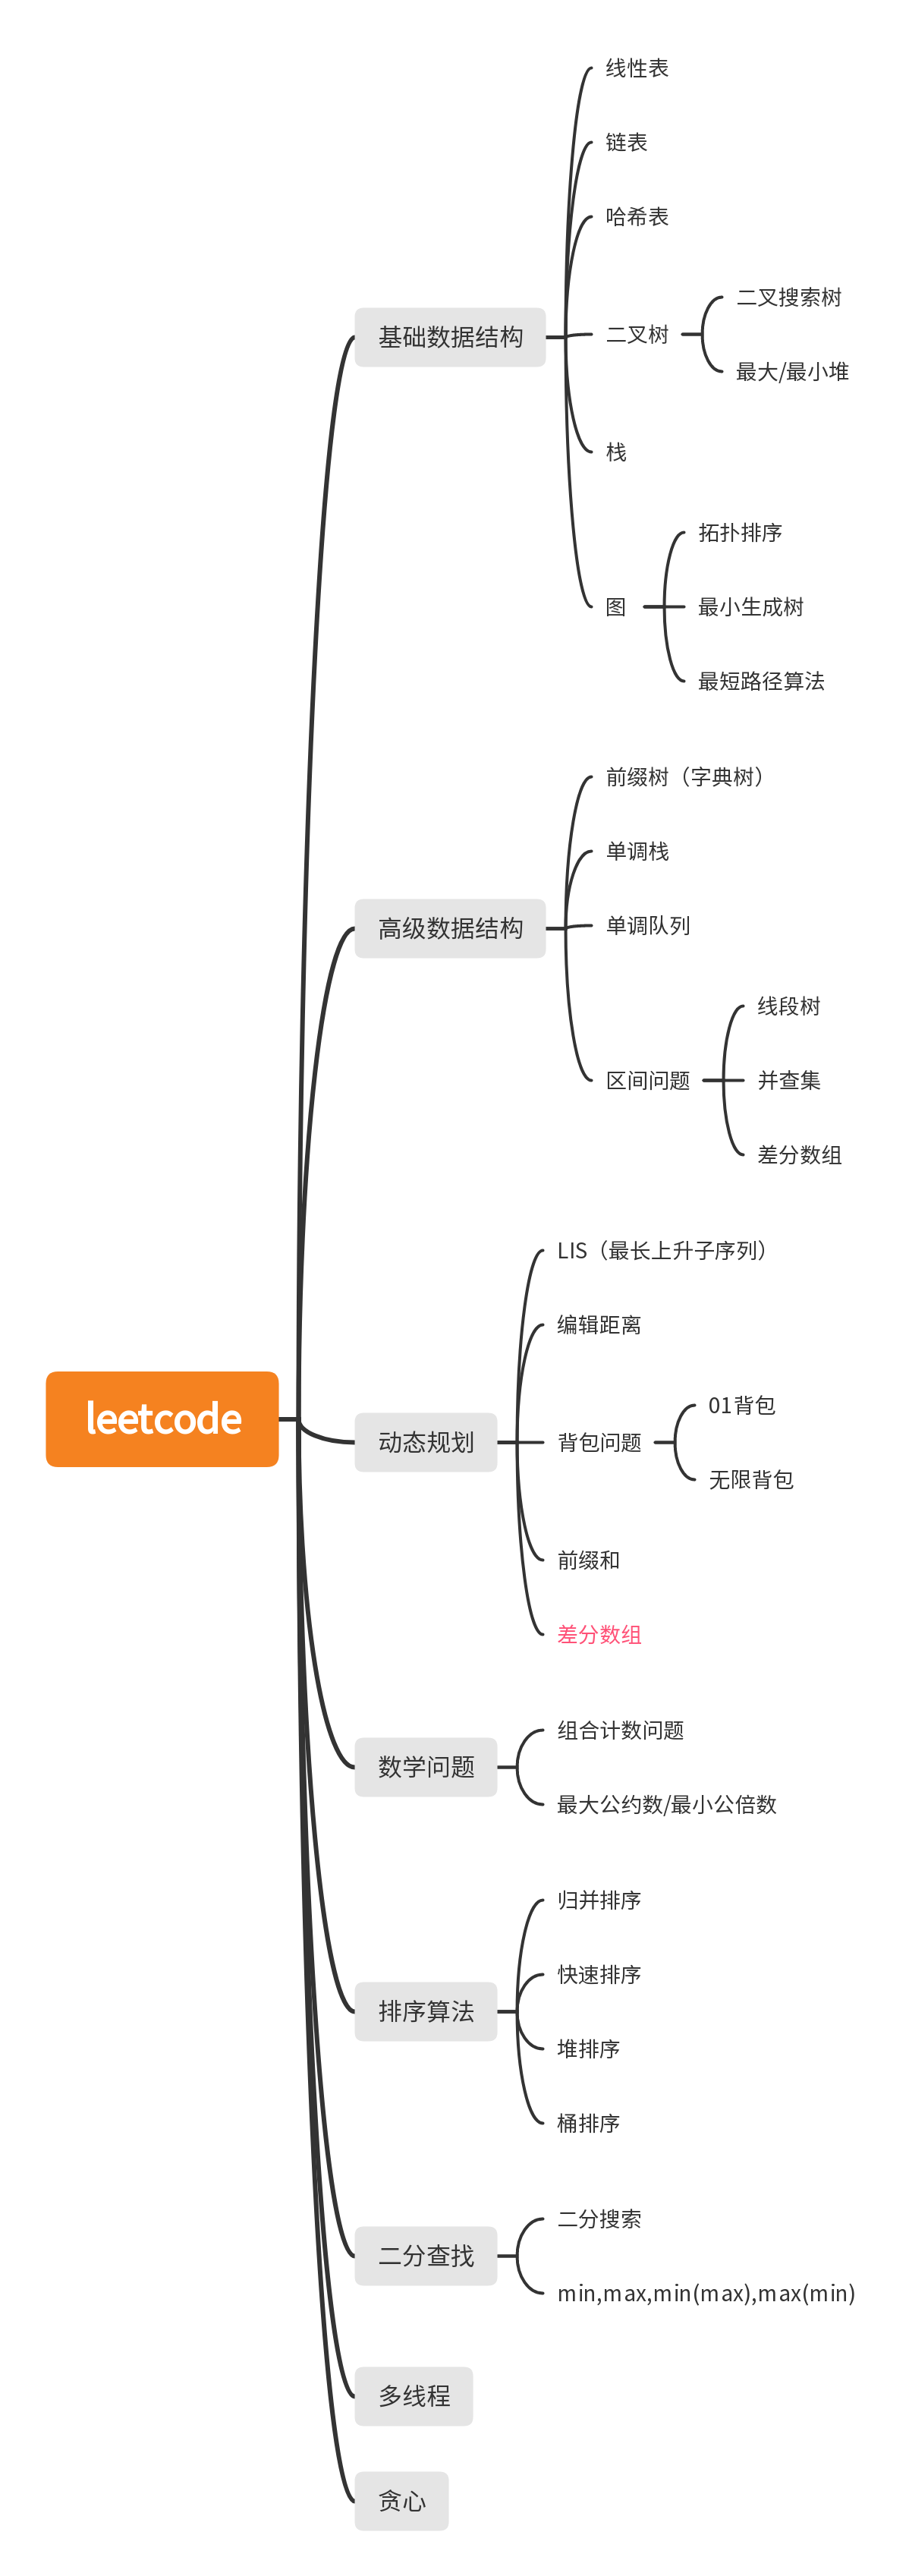 leetcode
基础数据结构
线性表
链表
哈希表
二叉树
二叉搜索树
最大/最小堆
栈
图
拓扑排序
最小生成树
最短路径算法
高级数据结构
前缀树（字典树）
单调栈
单调队列
区间问题
线段树
并查集
差分数组
动态规划
LIS（最长上升子序列）
编辑距离
背包问题
01背包
无限背包
前缀和
差分数组
数学问题
组合计数问题
最大公约数/最小公倍数
排序算法
归并排序
快速排序
堆排序
桶排序
二分查找
二分搜索
min,max,min(max),max(min)
多线程
贪心